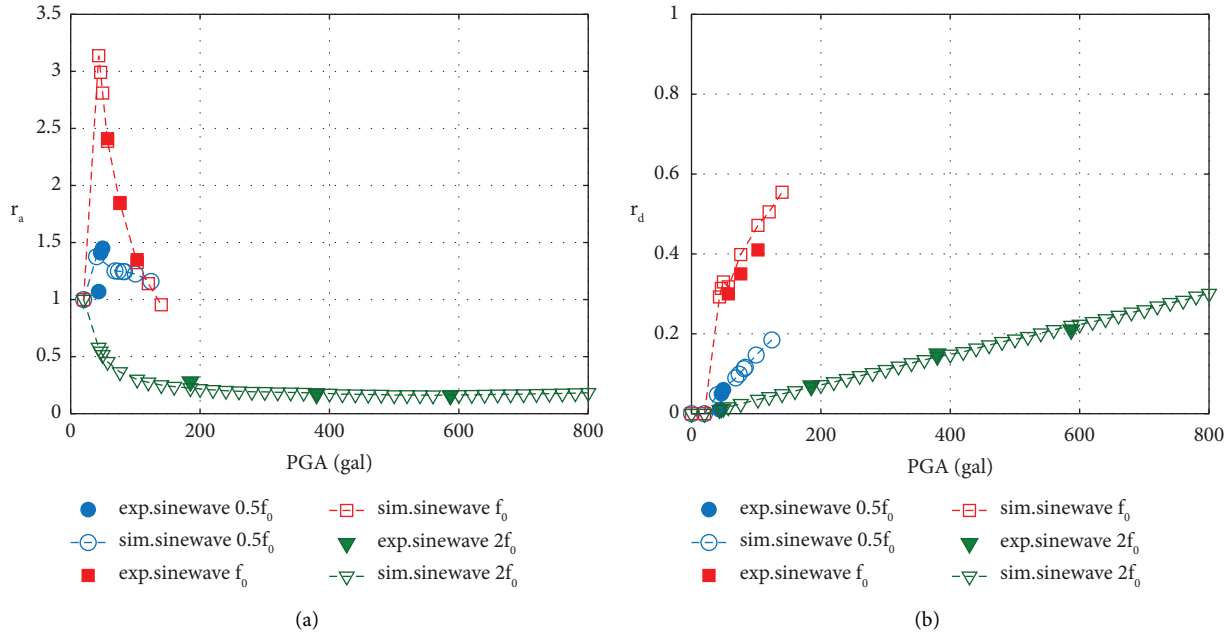 3.5
3
2.5
2
1.5
1
0.5
0
r_a
0 200 400 600 800
PGA (gal)
exp.sinewave 0.5f_0
sim.sinewave 0.5f_0
exp.sinewave f_0
sim.sinewave f_0
exp.sinewave 2f_0
sim.sinewave 2f_0
(a)
1
0.8
0.6
0.4
0.2
0
r_d
0 200 400 600 800
PGA (gal)
exp.sinewave 0.5f_0
sim.sinewave 0.5f_0
exp.sinewave f_0
sim.sinewave f_0
exp.sinewave 2f_0
sim.sinewave 2f_0
(b)